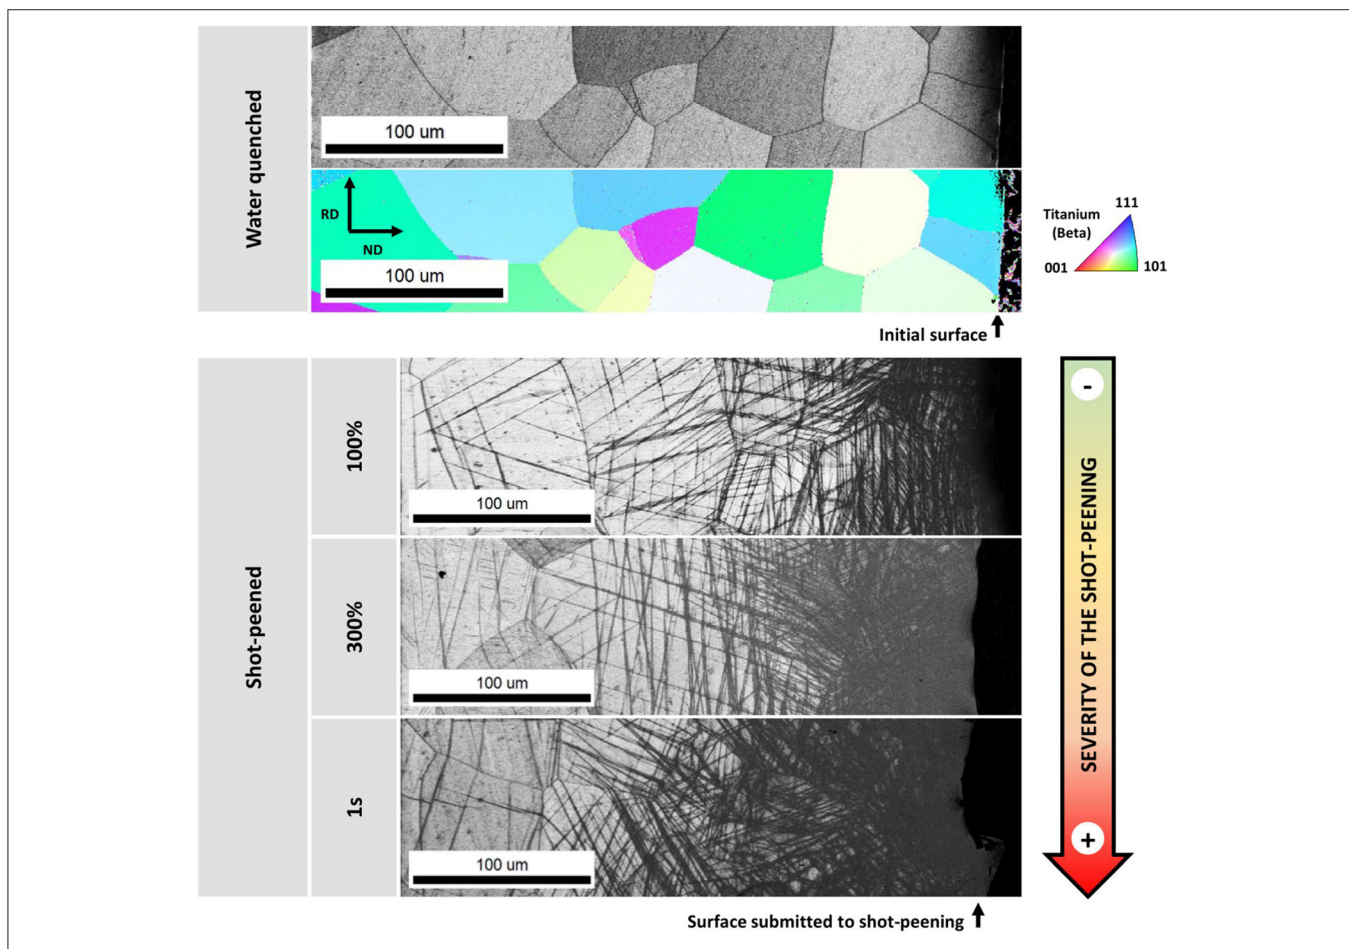 Water quenched
100 um
RD
ND
100 um
111
Titanium
(Beta)
001
101
Initial surface
Shot-peened
100%
100 um
300%
100 um
1s
100 um
-
SEVERITY OF THE SHOT-PEENING
+
Surface submitted to shot-peening